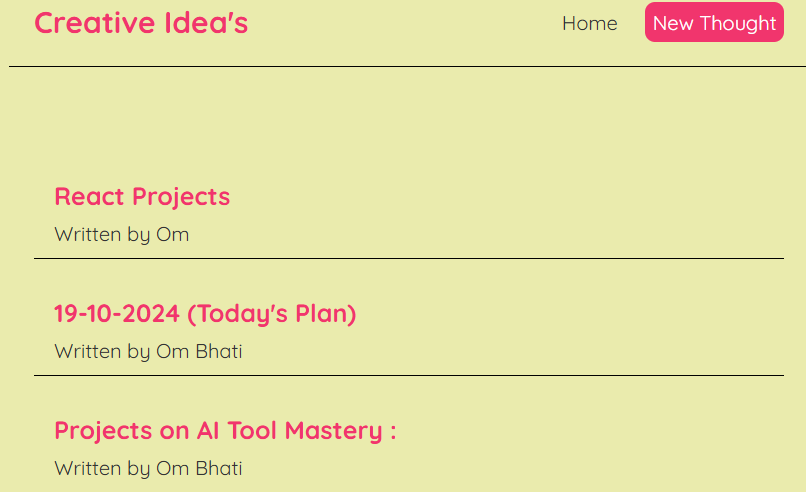 Creative Idea's
Home
New Thought
React Projects
Written by Om
19-10-2024 (Today's Plan)
Written by Om Bhati
Projects on AI Tool Mastery :
Written by Om Bhati